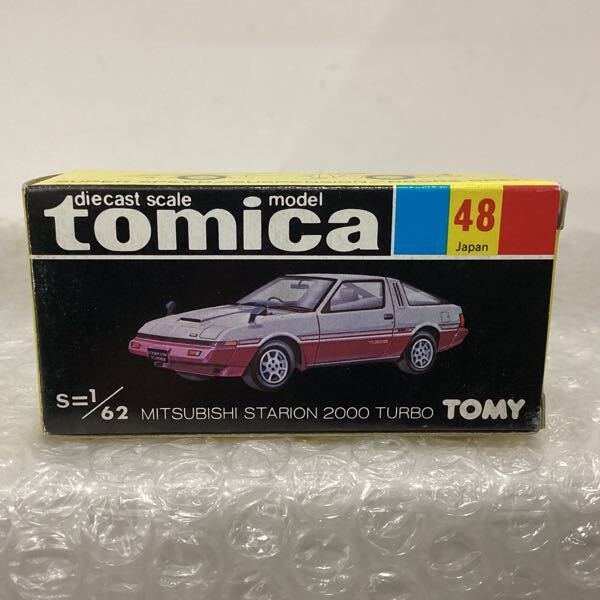 diecast scale model
tomica
48
Japan
S=1/62 MITSUBISHI STARION 2000 TURBO TOMY